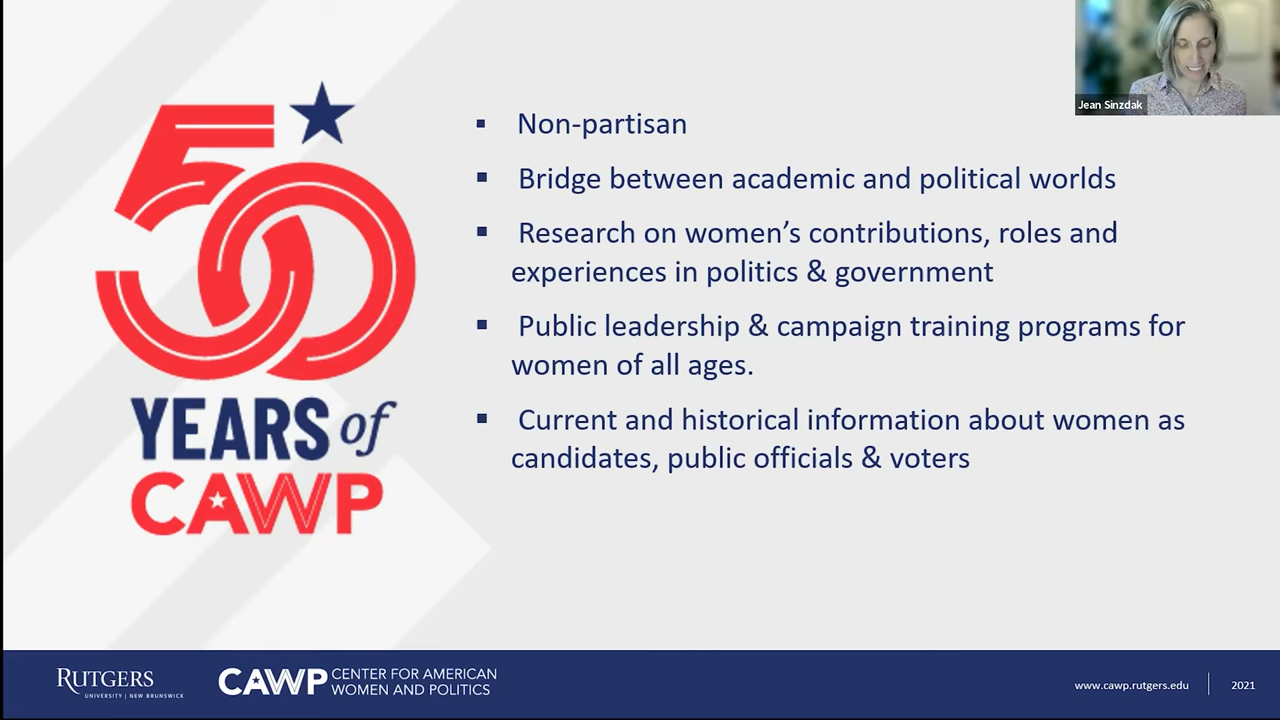 Jean Sinzdak
50
YEARS of
CAWP
Non-partisan
Bridge between academic and political worlds
Research on women’s contributions, roles and
experiences in politics & government
Public leadership & campaign training programs for
women of all ages.
Current and historical information about women as
candidates, public officials & voters
RUTGERS
UNIVERSITY | NEW BRUNSWICK
CAWP
CENTER FOR AMERICAN
WOMEN AND POLITICS
www.cawp.rutgers.edu
2021